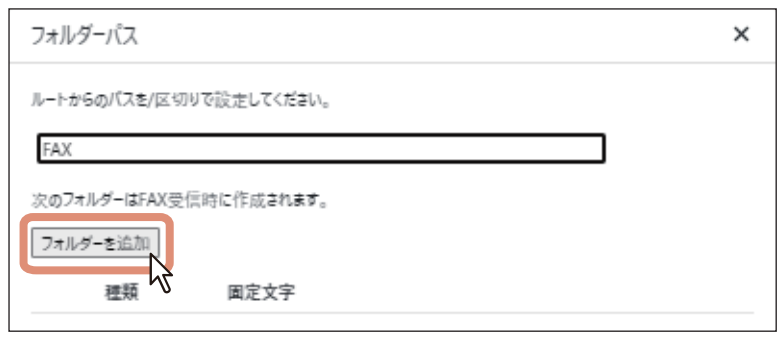 フォルダーパス ×
ルートからのパスを/区切りで設定してください。
FAX
次のフォルダーはFAX受信時に作成されます。
フォルダーを追加
種類 固定文字